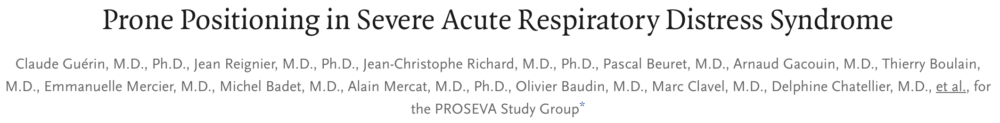 Prone Positioning in Severe Acute Respiratory Distress Syndrome
Claude Guérin, M.D., Ph.D., Jean Reignier, M.D., Ph.D., Jean-Christophe Richard, M.D., Ph.D., Pascal Beuret, M.D., Arnaud Gacouin, M.D., Thierry Boulain,
M.D., Emmanuelle Mercier, M.D., Michel Badet, M.D., Alain Mercat, M.D., Ph.D., Olivier Baudin, M.D., Marc Clavel, M.D., Delphine Chatellier, M.D., et al., for
the PROSEVA Study Group*